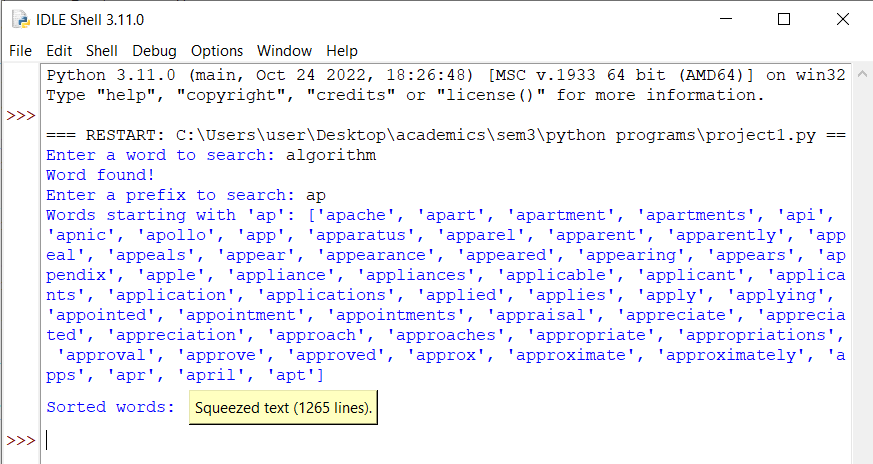 IDLE Shell 3.11.0
File Edit Shell Debug Options Window Help
Python 3.11.0 (main, Oct 24 2022, 18:26:48) [MSC v.1933 64 bit (AMD64)] on win32
Type "help", "copyright", "credits" or "license()" for more information.
>>>
=== RESTART: C:\Users\user\Desktop\academics\sem3\python programs\project1.py ==
Enter a word to search: algorithm
Word found!
Enter a prefix to search: ap
Words starting with 'ap': ['apache', 'apart', 'apartment', 'apartments', 'api',
'apnic', 'apollo', 'app', 'apparatus', 'apparel', 'apparent', 'apparently', 'app
eal', 'appeals', 'appear', 'appearance', 'appeared', 'appearing', 'appears', 'ap
pendix', 'apple', 'appliance', 'appliances', 'applicable', 'applicant', 'applica
nts', 'application', 'applications', 'applied', 'applies', 'apply', 'applying',
'appointed', 'appointment', 'appointments', 'appraisal', 'appreciate', 'apprecia
ted', 'appreciation', 'approach', 'approaches', 'appropriate', 'appropriations',
'approval', 'approve', 'approved', 'approx', 'approximate', 'approximately', 'a
pps', 'apr', 'april', 'apt']
Sorted words: Squeezed text (1265 lines).
>>>